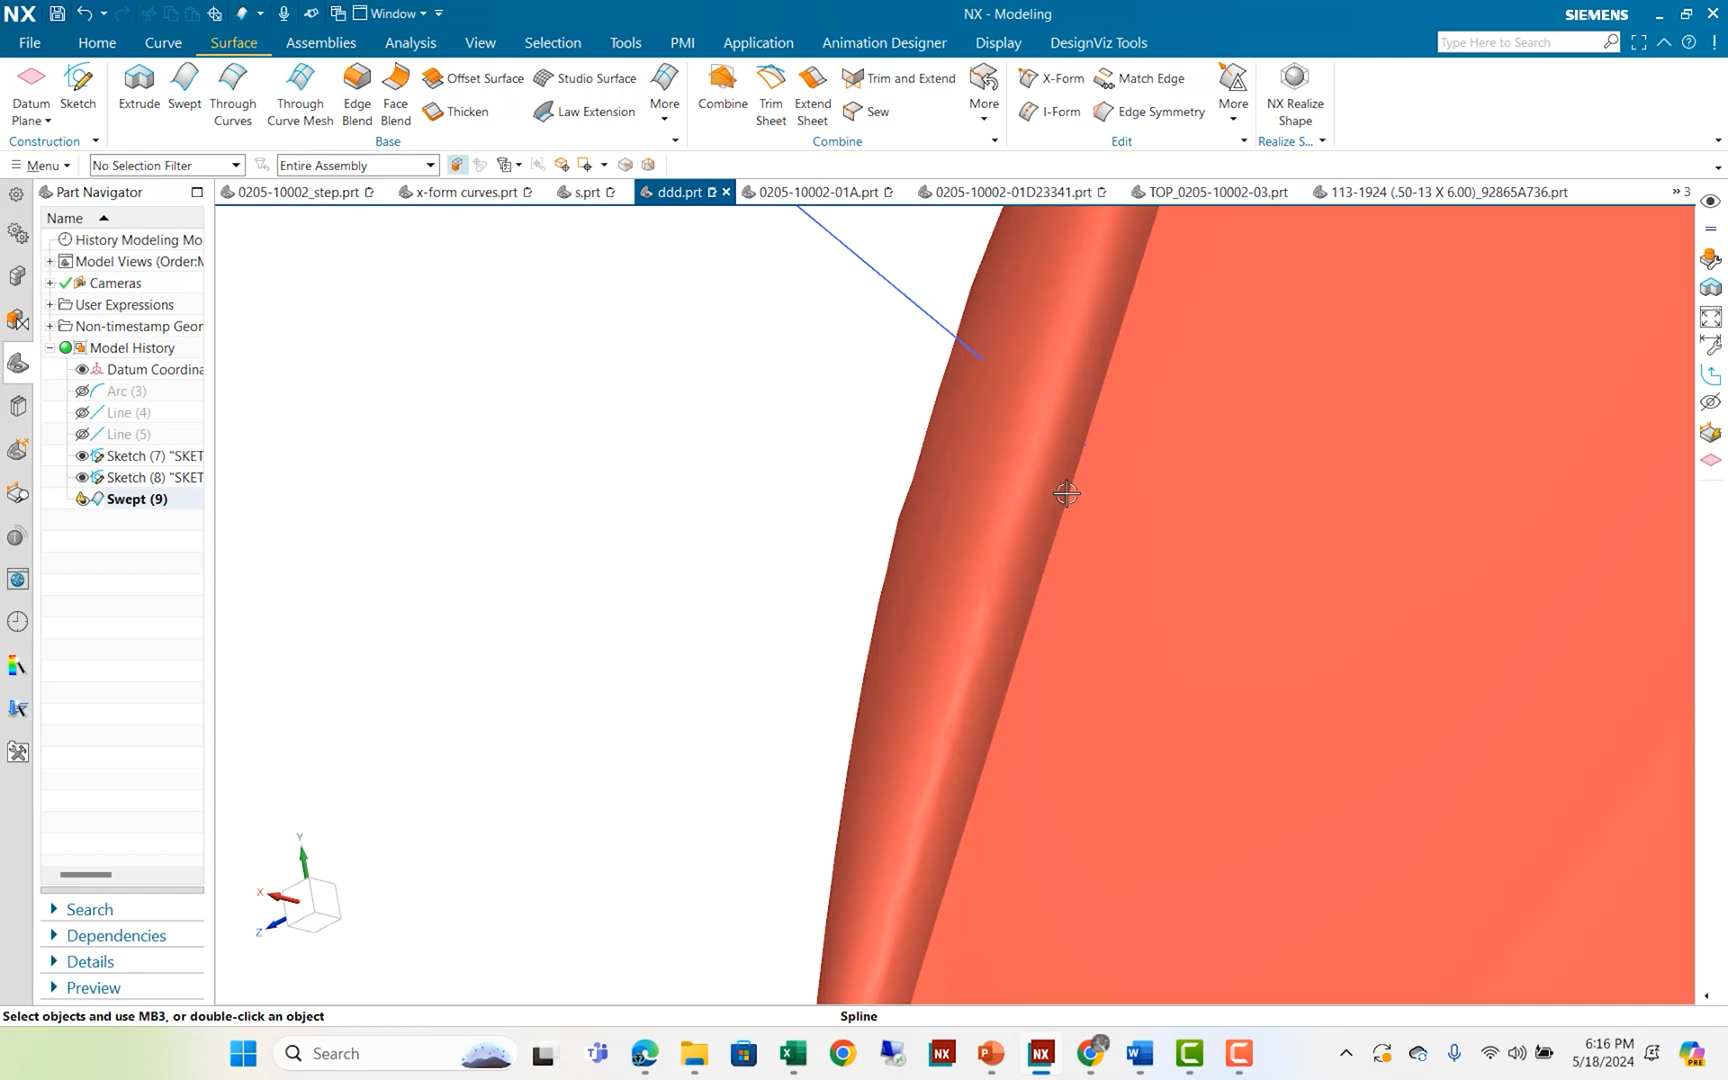 NX
Window
NX - Modeling
SIEMENS
File
Home
Curve
Surface
Assemblies
Analysis
View
Selection
Tools
PMI
Application
Animation Designer
Display
DesignViz Tools
Type Here to Search
Datum
Plane
Sketch
Extrude
Swept
Through
Curves
Through
Curve Mesh
Edge
Blend
Face
Blend
Offset Surface
Thicken
Studio Surface
Law Extension
More
Combine
Trim
Sheet
Extend
Sheet
Trim and Extend
Sew
More
X-Form
I-Form
Match Edge
Edge Symmetry
More
NX Realize
Shape
Construction
Base
Combine
Edit
Realize S...
Menu
No Selection Filter
Entire Assembly
Part Navigator
0205-10002_step.prt
x-form curves.prt
s.prt
ddd.prt
0205-10002-01A.prt
0205-10002-01D23341.prt
TOP_0205-10002-03.prt
113-1924 (.50-13 X 6.00)_92865A736.prt
3
Name
History Modeling Mo
Model Views (Order:M
Cameras
User Expressions
Non-timestamp Geor
Model History
Datum Coordina
Arc (3)
Line (4)
Line (5)
Sketch (7) "SKET
Sketch (8) "SKET
Swept (9)
Y
X
Z
Search
Dependencies
Details
Preview
Select objects and use MB3, or double-click an object
Spline
Search
NX
NX
6:16 PM
5/18/2024
PRE